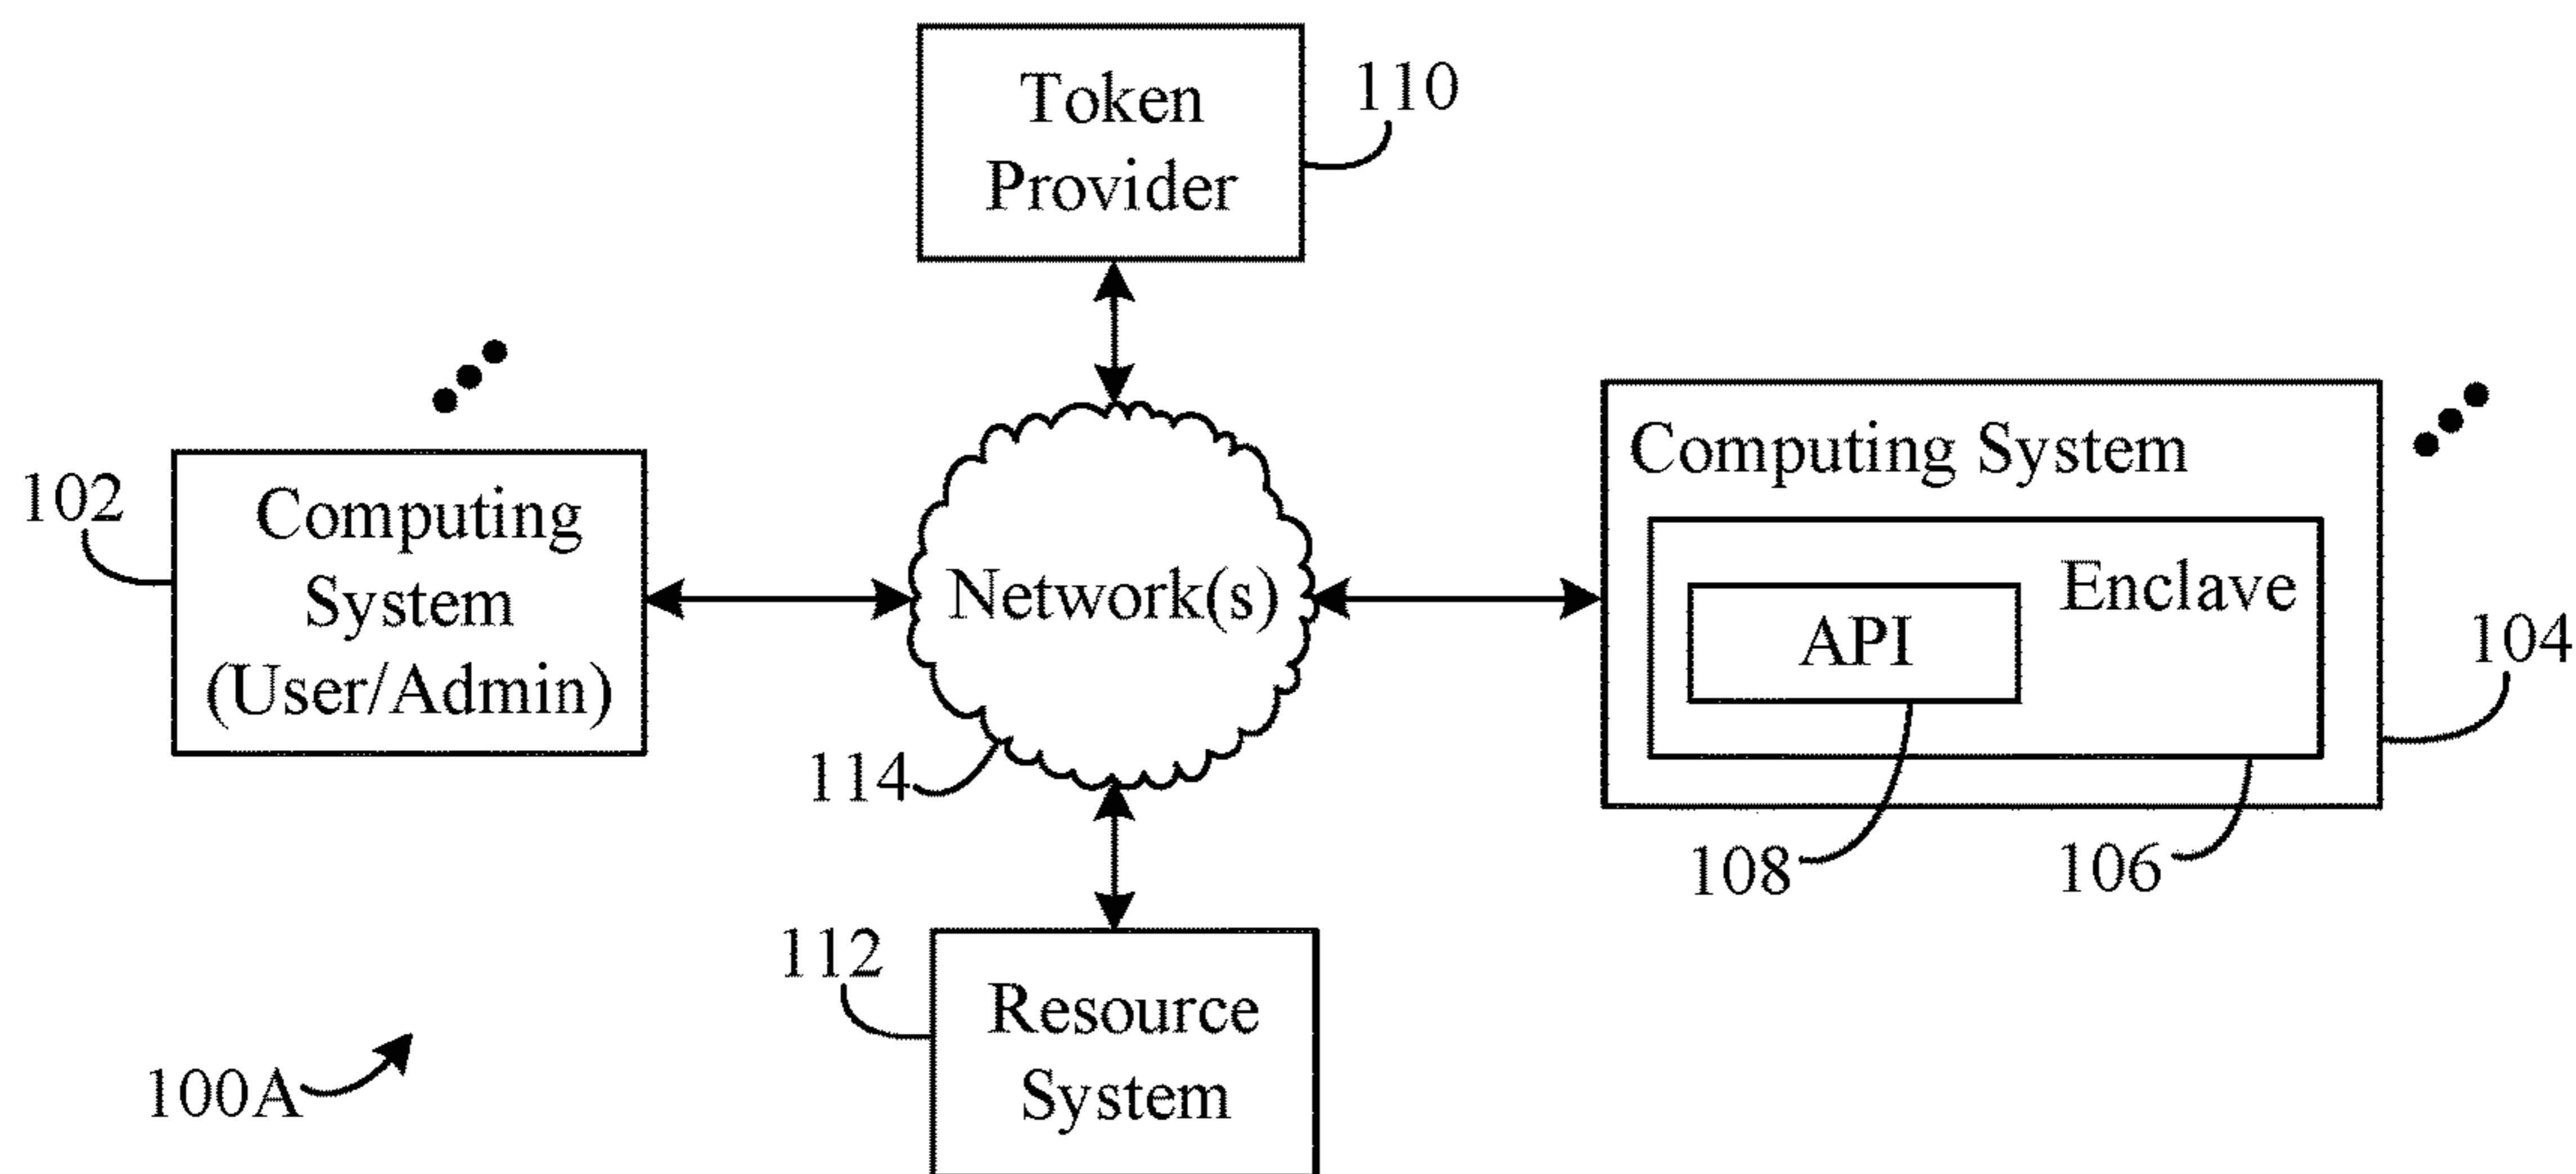 Token
Provider
110
102
Computing
System
(User/Admin)
Network(s)
114
Computing System
Enclave
API
104
108
106
112
Resource
System
100A